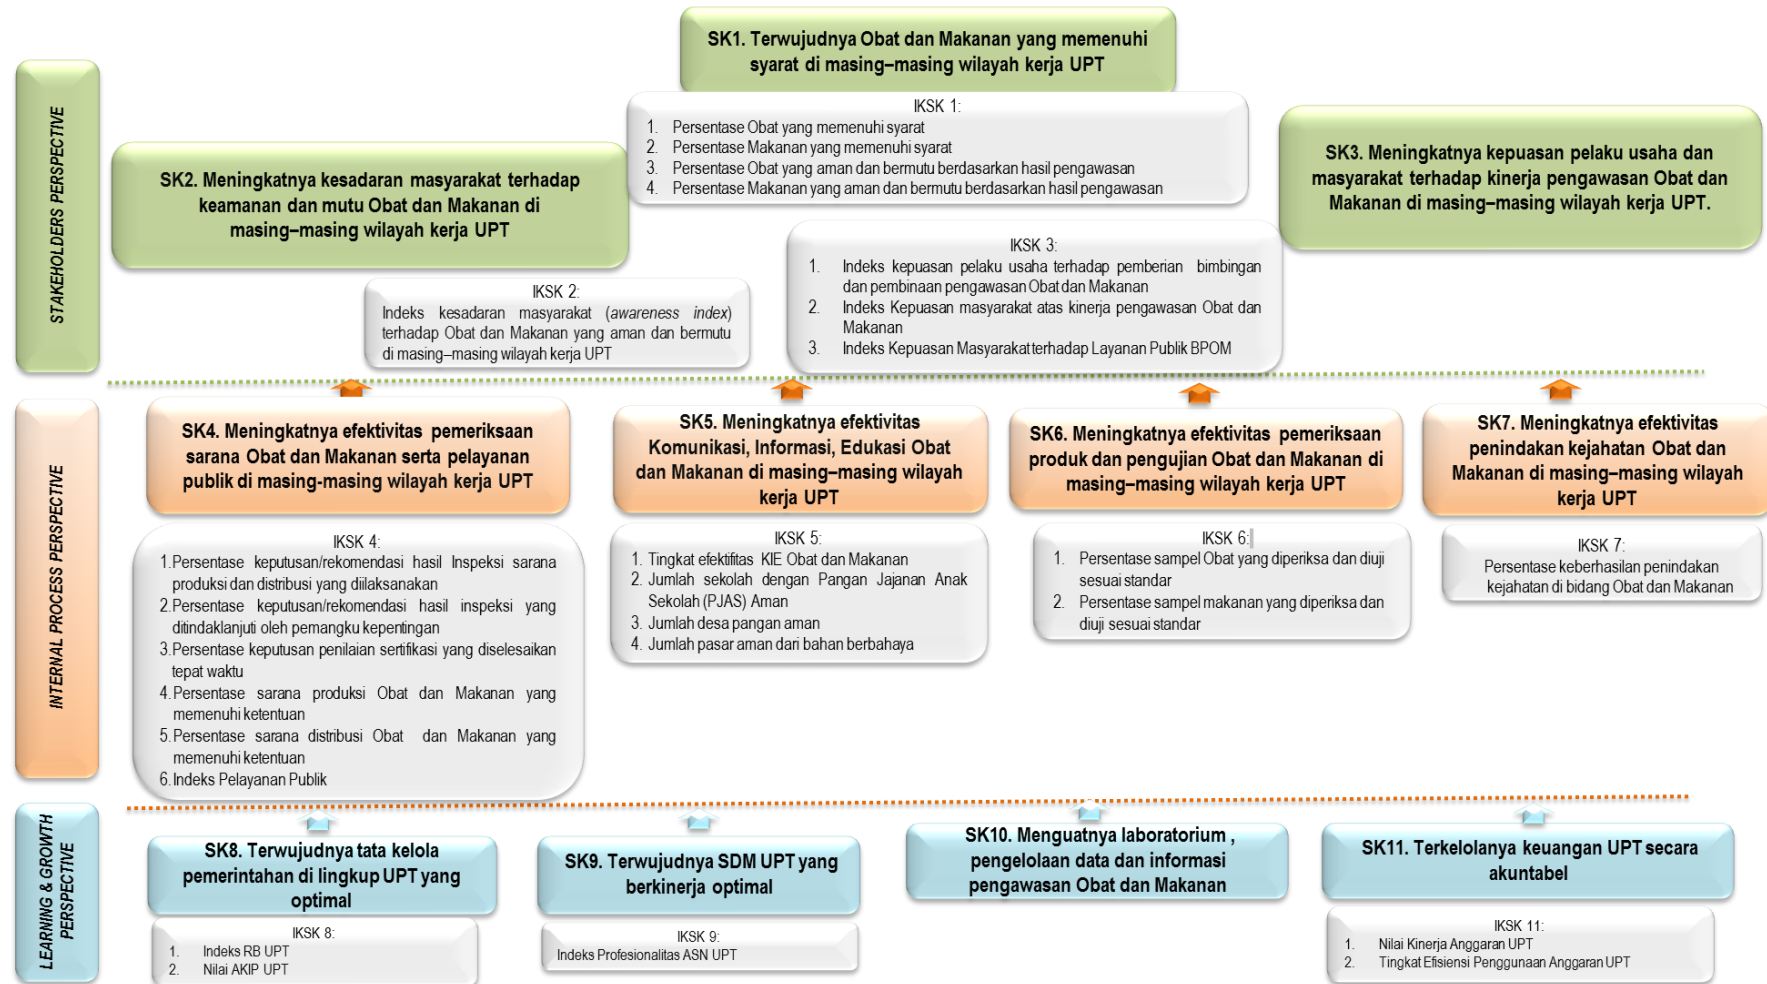 STAKEHOLDERS PERSPECTIVE
SK1. Terwujudnya Obat dan Makanan yang memenuhi
syarat di masing–masing wilayah kerja UPT
IKSK 1:
1. Persentase Obat yang memenuhi syarat
2. Persentase Makanan yang memenuhi syarat
3. Persentase Obat yang aman dan bermutu berdasarkan hasil pengawasan
4. Persentase Makanan yang aman dan bermutu berdasarkan hasil pengawasan
SK2. Meningkatnya kesadaran masyarakat terhadap
keamanan dan mutu Obat dan Makanan di
masing–masing wilayah kerja UPT
IKSK 2:
Indeks kesadaran masyarakat (awareness index)
terhadap Obat dan Makanan yang aman dan bermutu
di masing–masing wilayah kerja UPT
SK3. Meningkatnya kepuasan pelaku usaha dan
masyarakat terhadap kinerja pengawasan Obat dan
Makanan di masing–masing wilayah kerja UPT.
IKSK 3:
1. Indeks kepuasan pelaku usaha terhadap pemberian bimbingan
dan pembinaan pengawasan Obat dan Makanan
2. Indeks Kepuasan masyarakat atas kinerja pengawasan Obat dan
Makanan
3. Indeks Kepuasan Masyarakat terhadap Layanan Publik BPOM
INTERNAL PROCESS PERSPECTIVE
SK4. Meningkatnya efektivitas pemeriksaan
sarana Obat dan Makanan serta pelayanan
publik di masing-masing wilayah kerja UPT
IKSK 4:
1. Persentase keputusan/rekomendasi hasil Inspeksi sarana
produksi dan distribusi yang diilaksanakan
2. Persentase keputusan/rekomendasi hasil inspeksi yang
ditindaklanjuti oleh pemangku kepentingan
3. Persentase keputusan penilaian sertifikasi yang diselesaikan
tepat waktu
4. Persentase sarana produksi Obat dan Makanan yang
memenuhi ketentuan
5. Persentase sarana distribusi Obat dan Makanan yang
memenuhi ketentuan
6. Indeks Pelayanan Publik
SK5. Meningkatnya efektivitas
Komunikasi, Informasi, Edukasi Obat
dan Makanan di masing–masing wilayah
kerja UPT
IKSK 5:
1. Tingkat efektifitas KIE Obat dan Makanan
2. Jumlah sekolah dengan Pangan Jajanan Anak
Sekolah (PJAS) Aman
3. Jumlah desa pangan aman
4. Jumlah pasar aman dari bahan berbahaya
SK6. Meningkatnya efektivitas pemeriksaan
produk dan pengujian Obat dan Makanan di
masing–masing wilayah kerja UPT
IKSK 6:
1. Persentase sampel Obat yang diperiksa dan diuji
sesuai standar
2. Persentase sampel makanan yang diperiksa dan
diuji sesuai standar
SK7. Meningkatnya efektivitas
penindakan kejahatan Obat dan
Makanan di masing–masing wilayah
kerja UPT
IKSK 7:
Persentase keberhasilan penindakan
kejahatan di bidang Obat dan Makanan
LEARNING & GROWTH
PERSPECTIVE
SK8. Terwujudnya tata kelola
pemerintahan di lingkup UPT yang
optimal
IKSK 8:
1. Indeks RB UPT
2. Nilai AKIP UPT
SK9. Terwujudnya SDM UPT yang
berkinerja optimal
IKSK 9:
Indeks Profesionalitas ASN UPT
SK10. Menguatnya laboratorium ,
pengelolaan data dan informasi
pengawasan Obat dan Makanan
SK11. Terkelolanya keuangan UPT secara
akuntabel
IKSK 11:
1. Nilai Kinerja Anggaran UPT
2. Tingkat Efisiensi Penggunaan Anggaran UPT